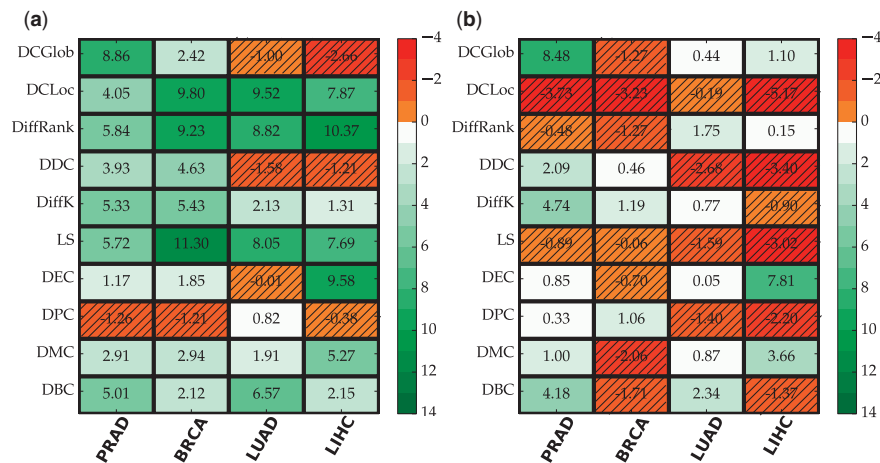 (a)
DCGlob 8.86 2.42 -1.00 -2.66
DCLoc 4.05 9.80 9.52 7.87
DiffRank 5.84 9.23 8.82 10.37
DDC 3.93 4.63 -1.58 -1.21
DiffK 5.33 5.43 2.13 1.31
LS 5.72 11.30 8.05 7.69
DEC 1.17 1.85 -0.01 9.58
DPC -1.26 -1.21 0.82 -0.38
DMC 2.91 2.94 1.91 5.27
DBC 5.01 2.12 6.57 2.15
PRAD BRCA LUAD LIHC
−4
−2
0
2
4
6
8
10
12
14
(b)
DCGlob 8.48 -1.27 0.44 1.10
DCLoc -3.73 -3.23 -0.19 -5.17
DiffRank -0.48 -1.27 1.75 0.15
DDC 2.09 0.46 -2.68 -3.40
DiffK 4.74 1.19 0.77 -0.90
LS -0.89 -0.06 -1.59 -3.02
DEC 0.85 -0.70 0.05 7.81
DPC 0.33 1.06 -1.40 -2.20
DMC 1.00 -2.06 0.87 3.66
DBC 4.18 -1.71 2.34 -1.37
PRAD BRCA LUAD LIHC
−4
−2
0
2
4
6
8
10
12
14